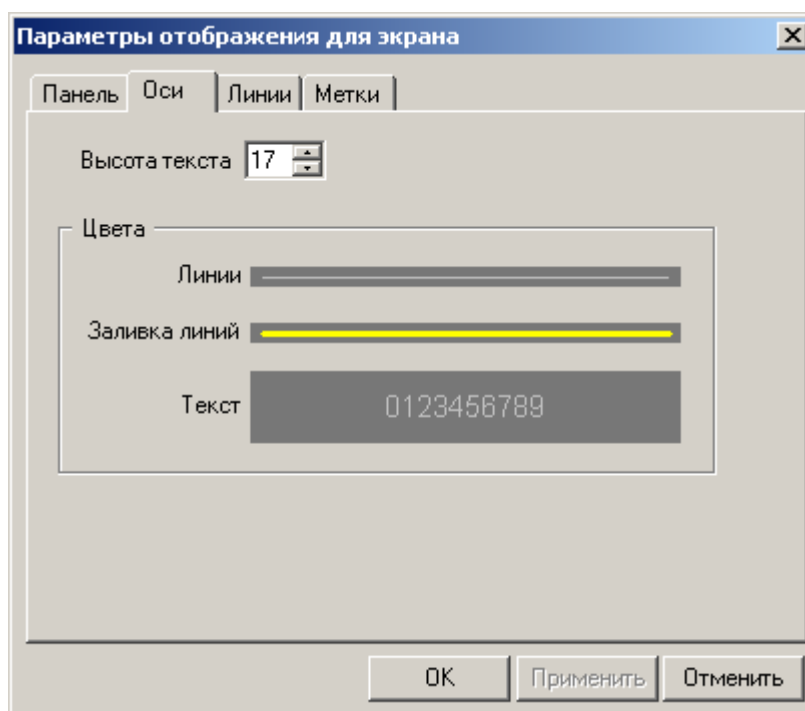 Параметры отображения для экрана
Панель Оси Линии Метки
Высота текста 17
Цвета
Линии
Заливка линий
Текст 0123456789
OK Применить Отменить